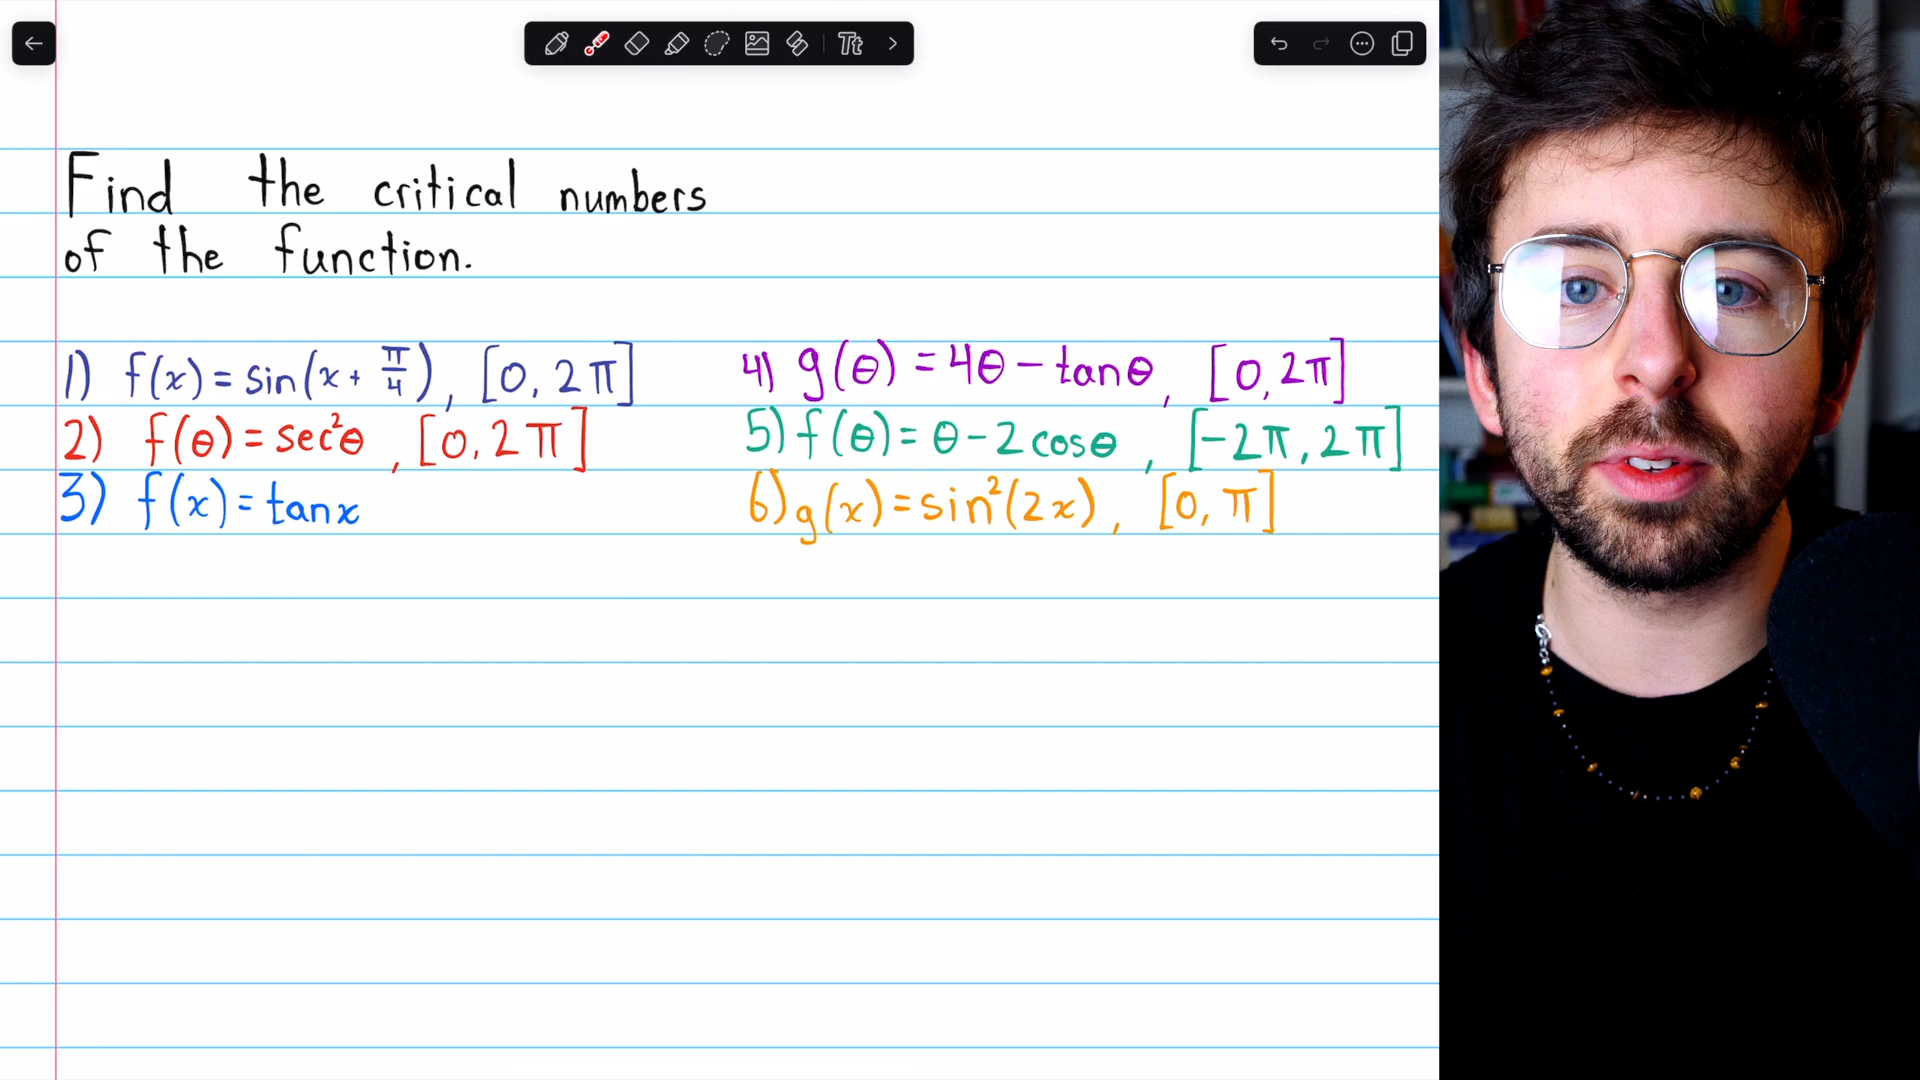 Tt
Find the critical numbers
of the function.
1) f(x) = sin(x + π/4), [0, 2π]
2) f(θ) = sec²θ, [0, 2π]
3) f(x) = tanx
4) g(θ) = 4θ - tanθ, [0, 2π]
5) f(θ) = θ - 2cosθ, [-2π, 2π]
6) g(x) = sin²(2x), [0, π]